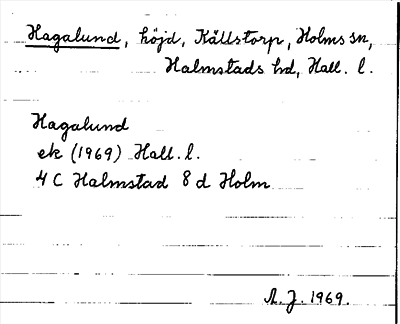 Hagalund, höjd, Källstorp, Holms sn,
Halmstads hd, Hall. l.
Hagalund
ek (1969) Hall. l.
4 C Halmstad 8 d Holm
A. J. 1969.